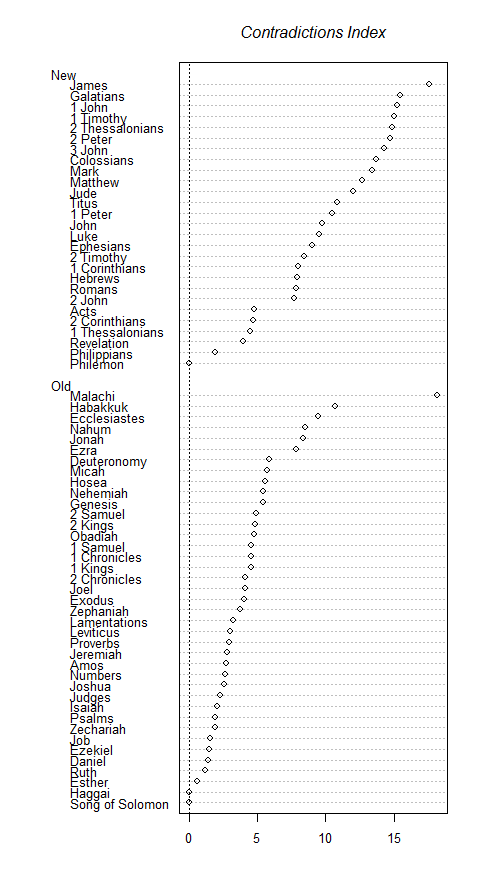 Contradictions Index
New
James
Galatians
1 John
1 Timothy
2 Thessalonians
2 Peter
3 John
Colossians
Mark
Matthew
Jude
Titus
1 Peter
John
Luke
Ephesians
2 Timothy
1 Corinthians
Hebrews
Romans
2 John
Acts
2 Corinthians
1 Thessalonians
Revelation
Philippians
Philemon
Old
Malachi
Habakkuk
Ecclesiastes
Nahum
Jonah
Ezra
Deuteronomy
Micah
Hosea
Nehemiah
Genesis
2 Samuel
2 Kings
Obadiah
1 Samuel
1 Chronicles
1 Kings
2 Chronicles
Joel
Exodus
Zephaniah
Lamentations
Leviticus
Proverbs
Jeremiah
Amos
Numbers
Joshua
Judges
Isaiah
Psalms
Zechariah
Job
Ezekiel
Daniel
Ruth
Esther
Haggai
Song of Solomon
0 5 10 15